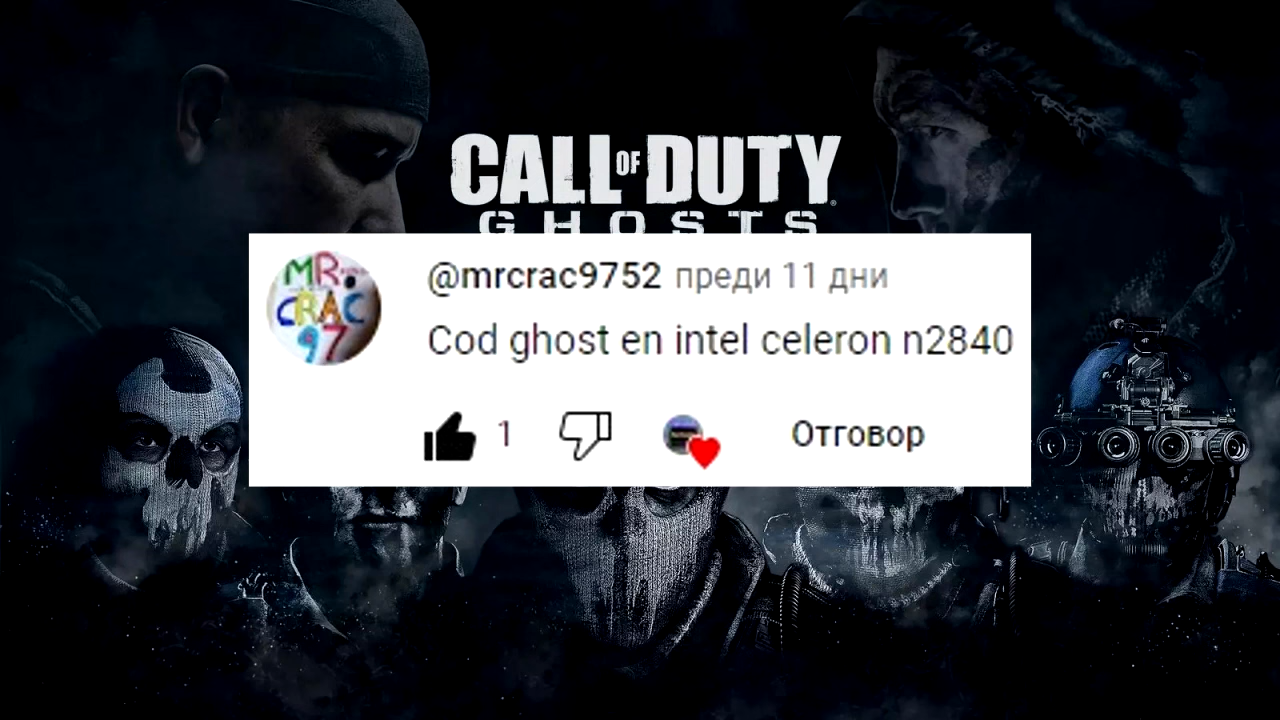 CALL OF DUTY
GHOSTS
MR.
CRAC
97
@mrcrac9752 преди 11 дни
Cod ghost en intel celeron n2840
1
Отговор